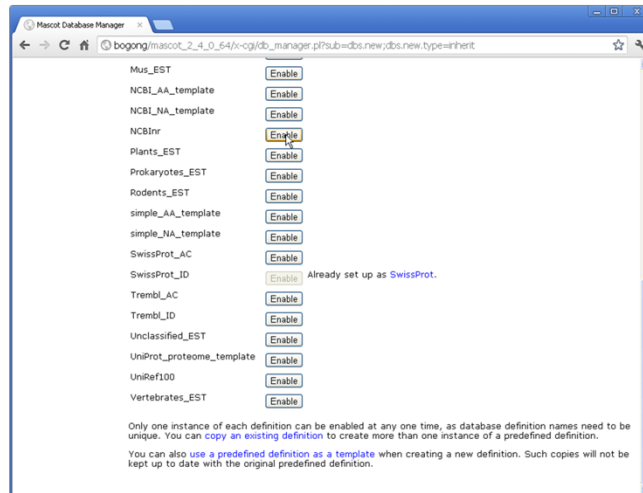 Mascot Database Manager
bogong/mascot_2_4_0_64/x-cgi/db_manager.pl?sub=dbs.new;dbs.new.type=inherit
Mus_EST Enable
NCBI_AA_template Enable
NCBI_NA_template Enable
NCBInr Enable
Plants_EST Enable
Prokaryotes_EST Enable
Rodents_EST Enable
simple_AA_template Enable
simple_NA_template Enable
SwissProt_AC Enable
SwissProt_ID Enable Already set up as SwissProt.
Trembl_AC Enable
Trembl_ID Enable
Unclassified_EST Enable
UniProt_proteome_template Enable
UniRef100 Enable
Vertebrates_EST Enable
Only one instance of each definition can be enabled at any one time, as database definition names need to be
unique. You can copy an existing definition to create more than one instance of a predefined definition.
You can also use a predefined definition as a template when creating a new definition. Such copies will not be
kept up to date with the original predefined definition.